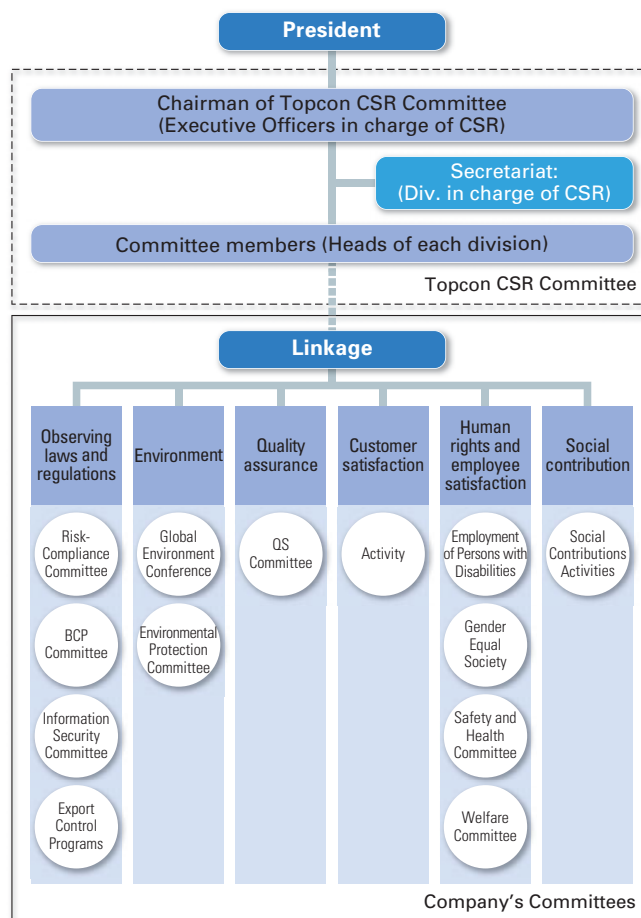 President
Chairman of Topcon CSR Committee
(Executive Officers in charge of CSR)
Secretariat:
(Div. in charge of CSR)
Committee members (Heads of each division)
Topcon CSR Committee
Linkage
Observing
laws and
regulations
Environment
Quality
assurance
Customer
satisfaction
Human
rights and
employee
satisfaction
Social
contribution
Risk-
Compliance
Committee
BCP
Committee
Information
Security
Committee
Export
Control
Programs
Global
Environment
Conference
Environmental
Protection
Committee
QS
Committee
Activity
Employment
of Persons with
Disabilities
Gender
Equal
Society
Safety and
Health
Committee
Welfare
Committee
Social
Contributions
Activities
Company's Committees